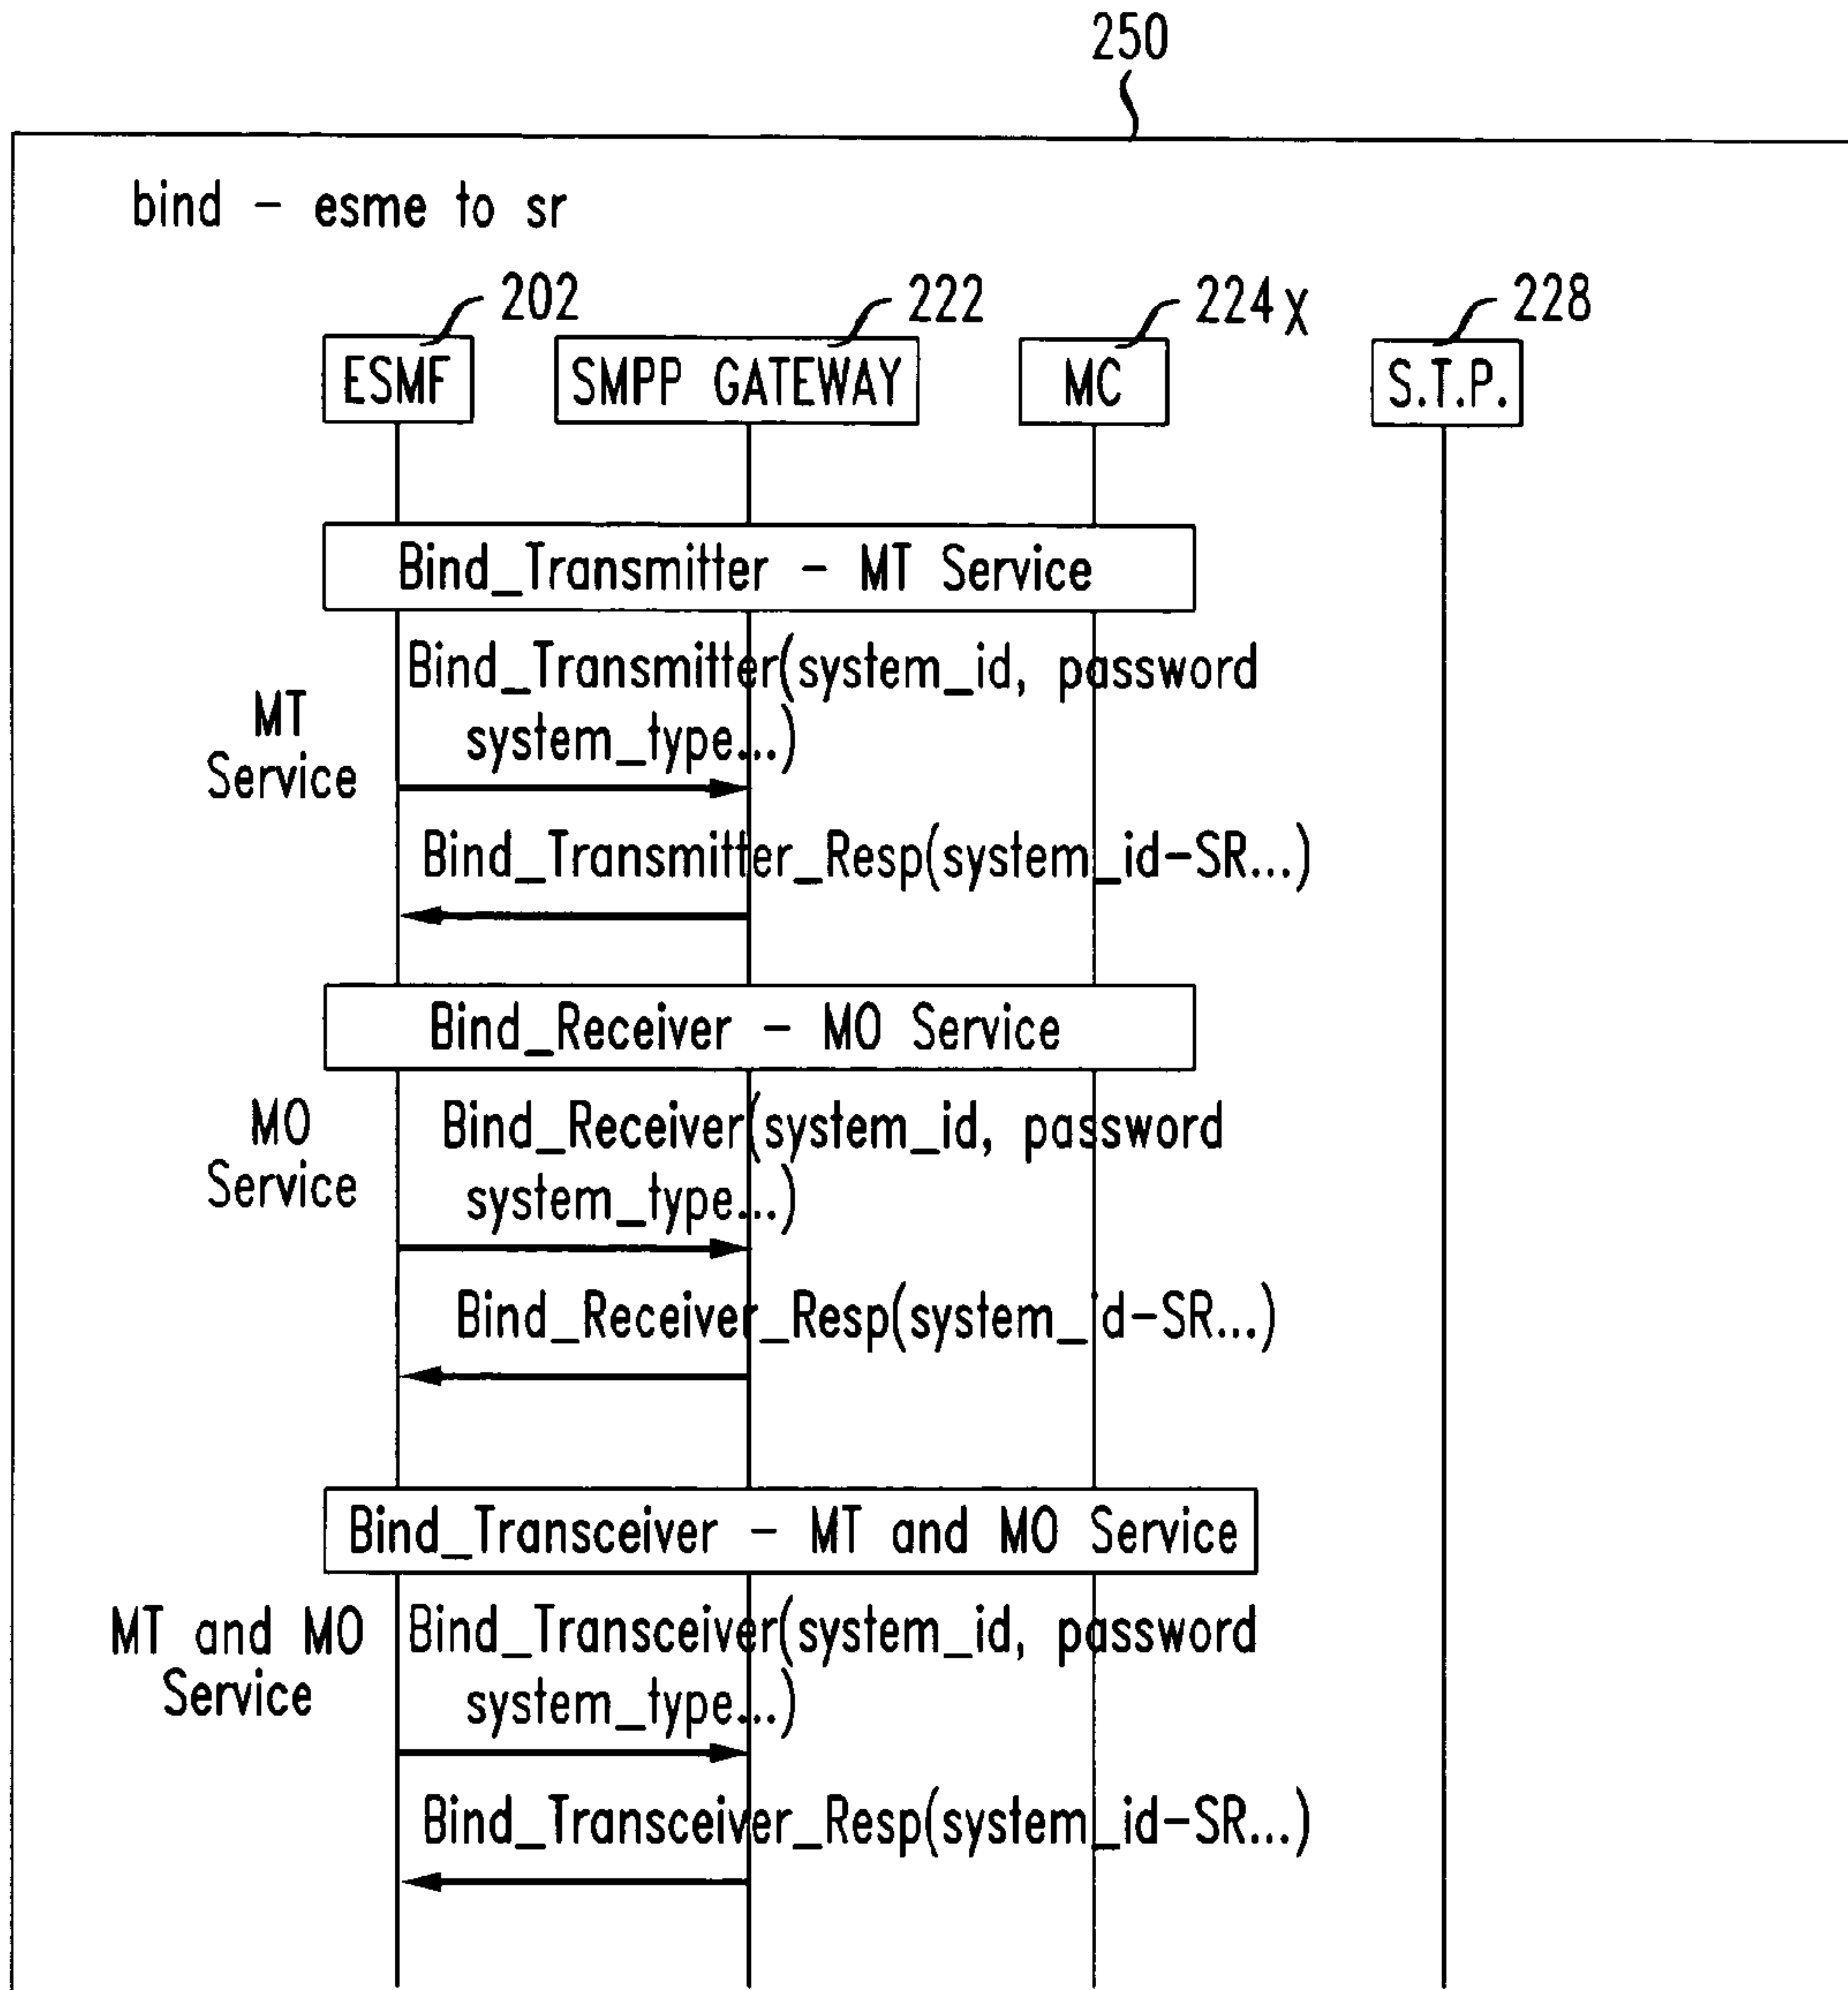 250
bind - esme to sr
202
222
224X
228
ESMF
SMPP GATEWAY
MC
S.T.P.
Bind_Transmitter - MT Service
MT
Service
Bind_Transmitter(system_id, password
system_type...)
Bind_Transmitter_Resp(system_id-SR...)
Bind_Receiver - MO Service
MO
Service
Bind_Receiver(system_id, password
system_type...)
Bind_Receiver_Resp(system_id-SR...)
Bind_Transceiver - MT and MO Service
MT and MO
Service
Bind_Transceiver(system_id, password
system_type...)
Bind_Transceiver_Resp(system_id-SR...)